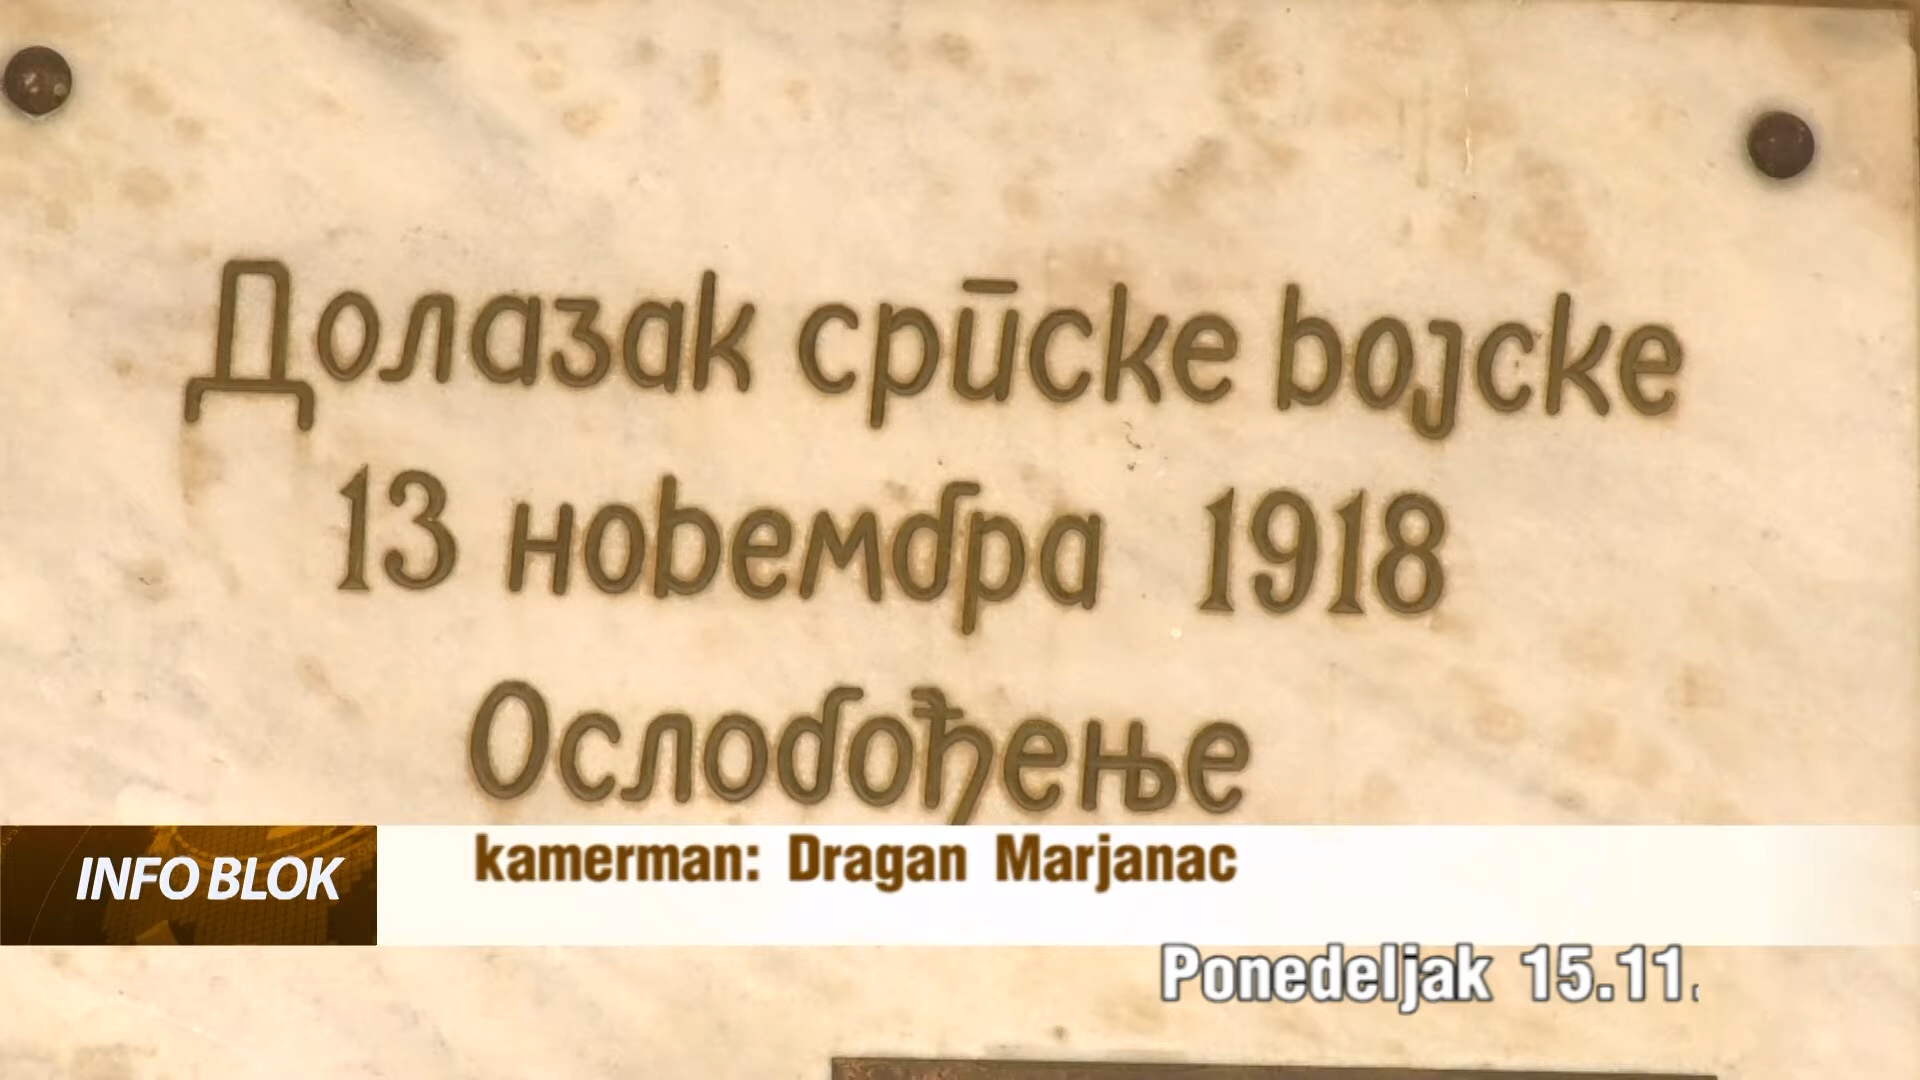 Долазак српске војске
13 новембра 1918
Ослобођење
kamerman: Dragan Marjanac
INFO BLOK
Ponedeljak 15.11.